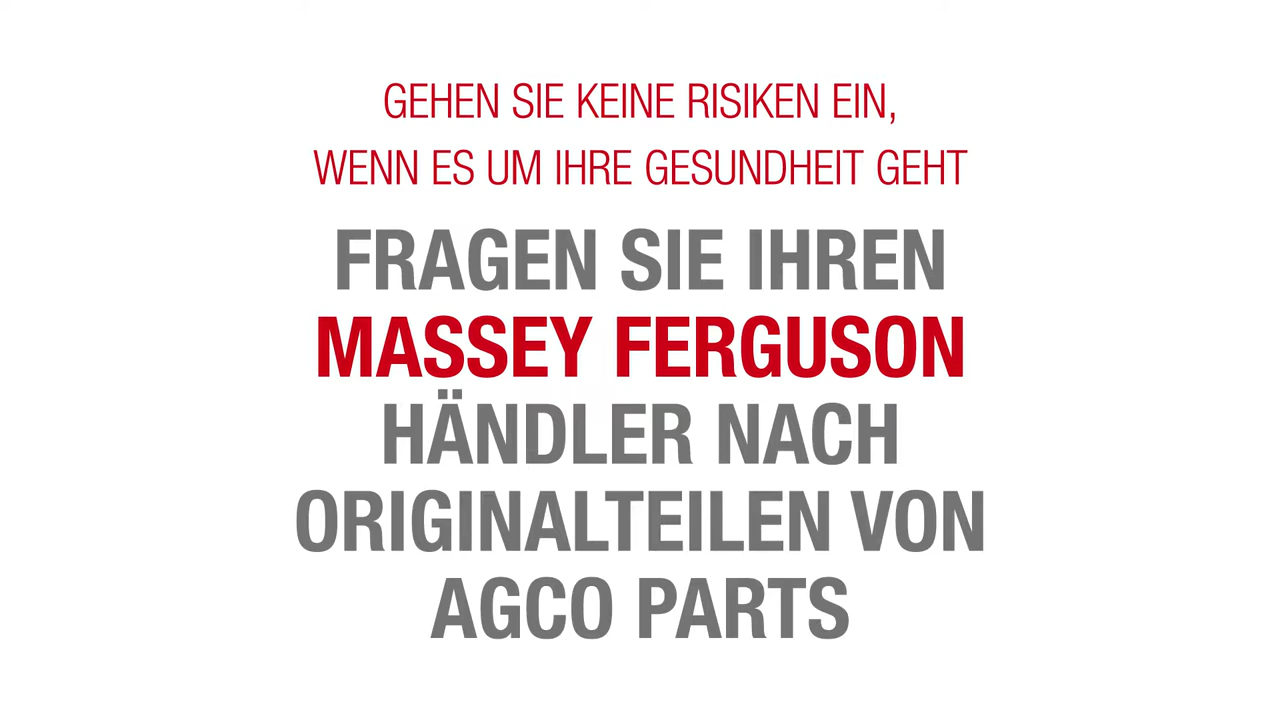 GEHEN SIE KEINE RISIKEN EIN,
WENN ES UM IHRE GESUNDHEIT GEHT
FRAGEN SIE IHREN
MASSEY FERGUSON
HÄNDLER NACH
ORIGINALTEILEN VON
AGCO PARTS